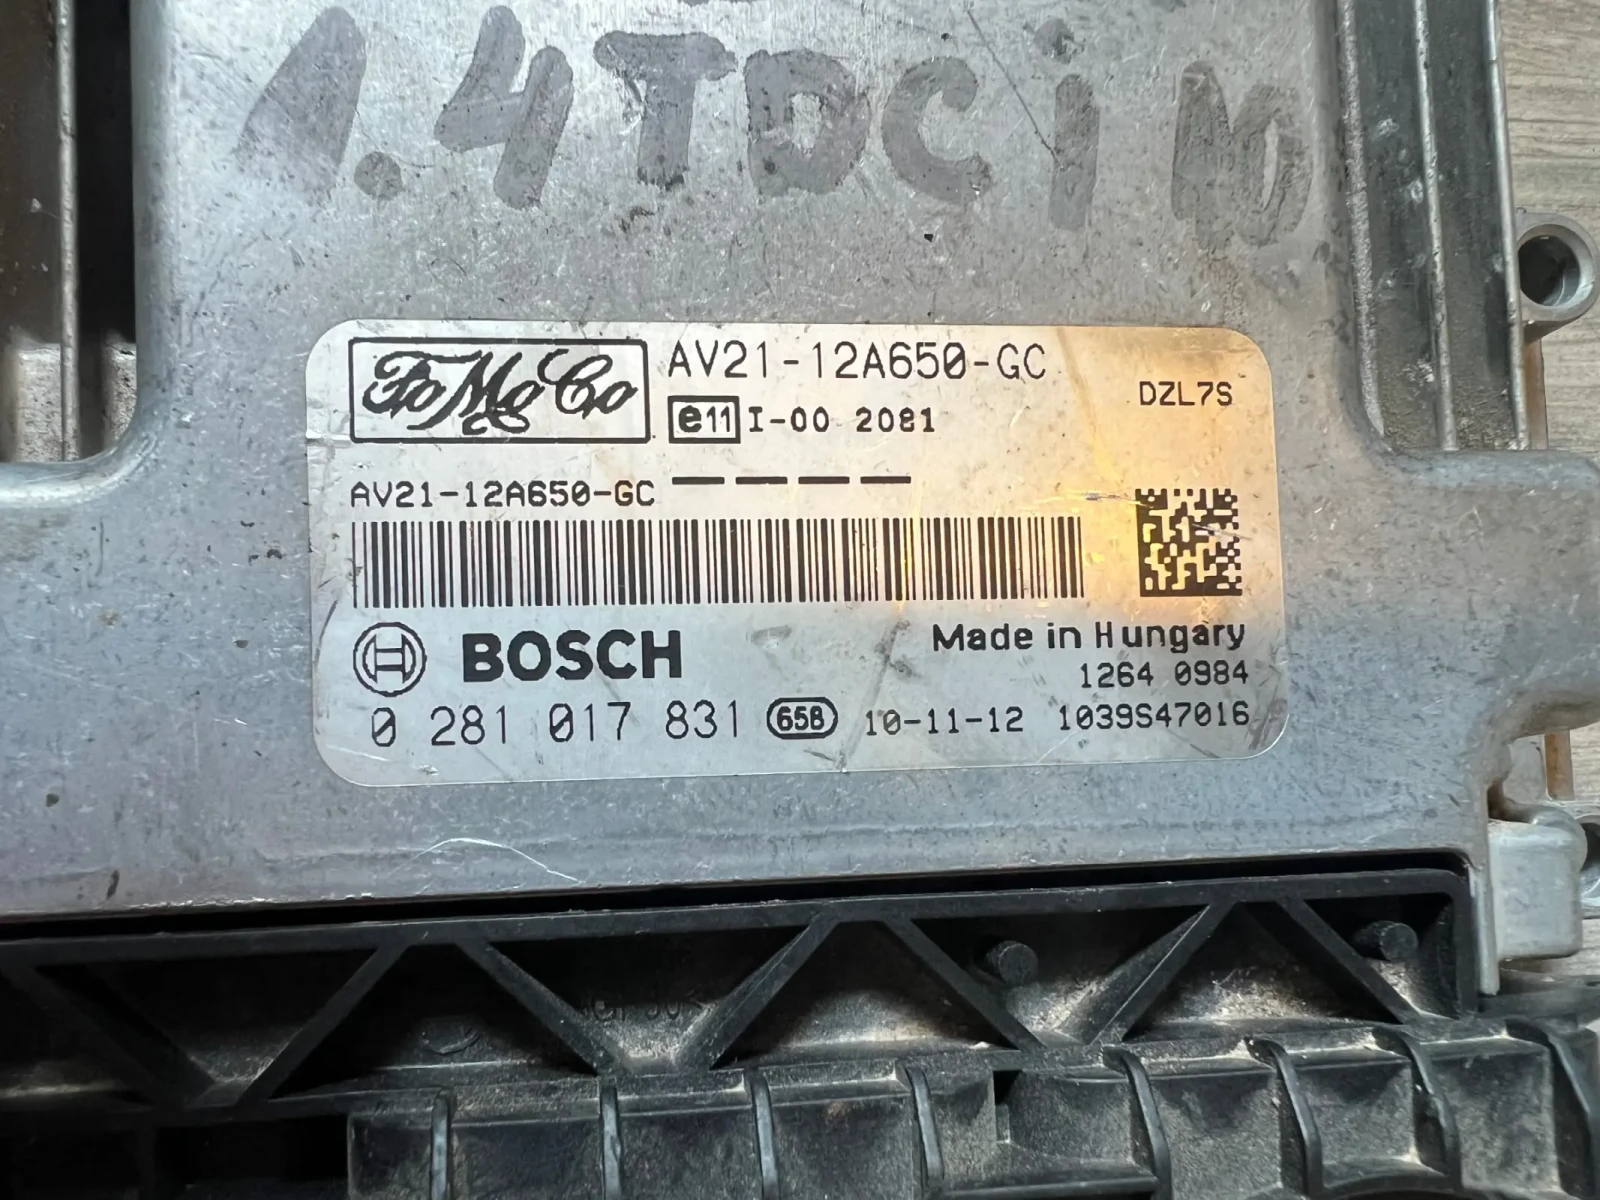 1.4TDCi
FoMoCo
AV21-12A650-GC
DZL7S
e11 I-00 2081
AV21-12A650-GC
BOSCH
Made in Hungary
1264 0984
0 281 017 831 658 10-11-12 1039S47016